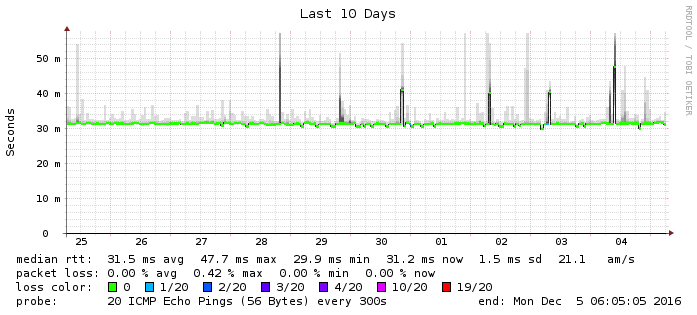 Last 10 Days
RRDTOOL / TOBI OETIKER
Seconds
50 m
40 m
30 m
20 m
10 m
0
25 26 27 28 29 30 01 02 03 04
median rtt: 31.5 ms avg 47.7 ms max 29.9 ms min 31.2 ms now 1.5 ms sd 21.1 am/s
packet loss: 0.00 % avg 0.42 % max 0.00 % min 0.00 % now
loss color: 0 1/20 2/20 3/20 4/20 10/20 19/20
probe: 20 ICMP Echo Pings (56 Bytes) every 300s end: Mon Dec 5 06:05:05 2016